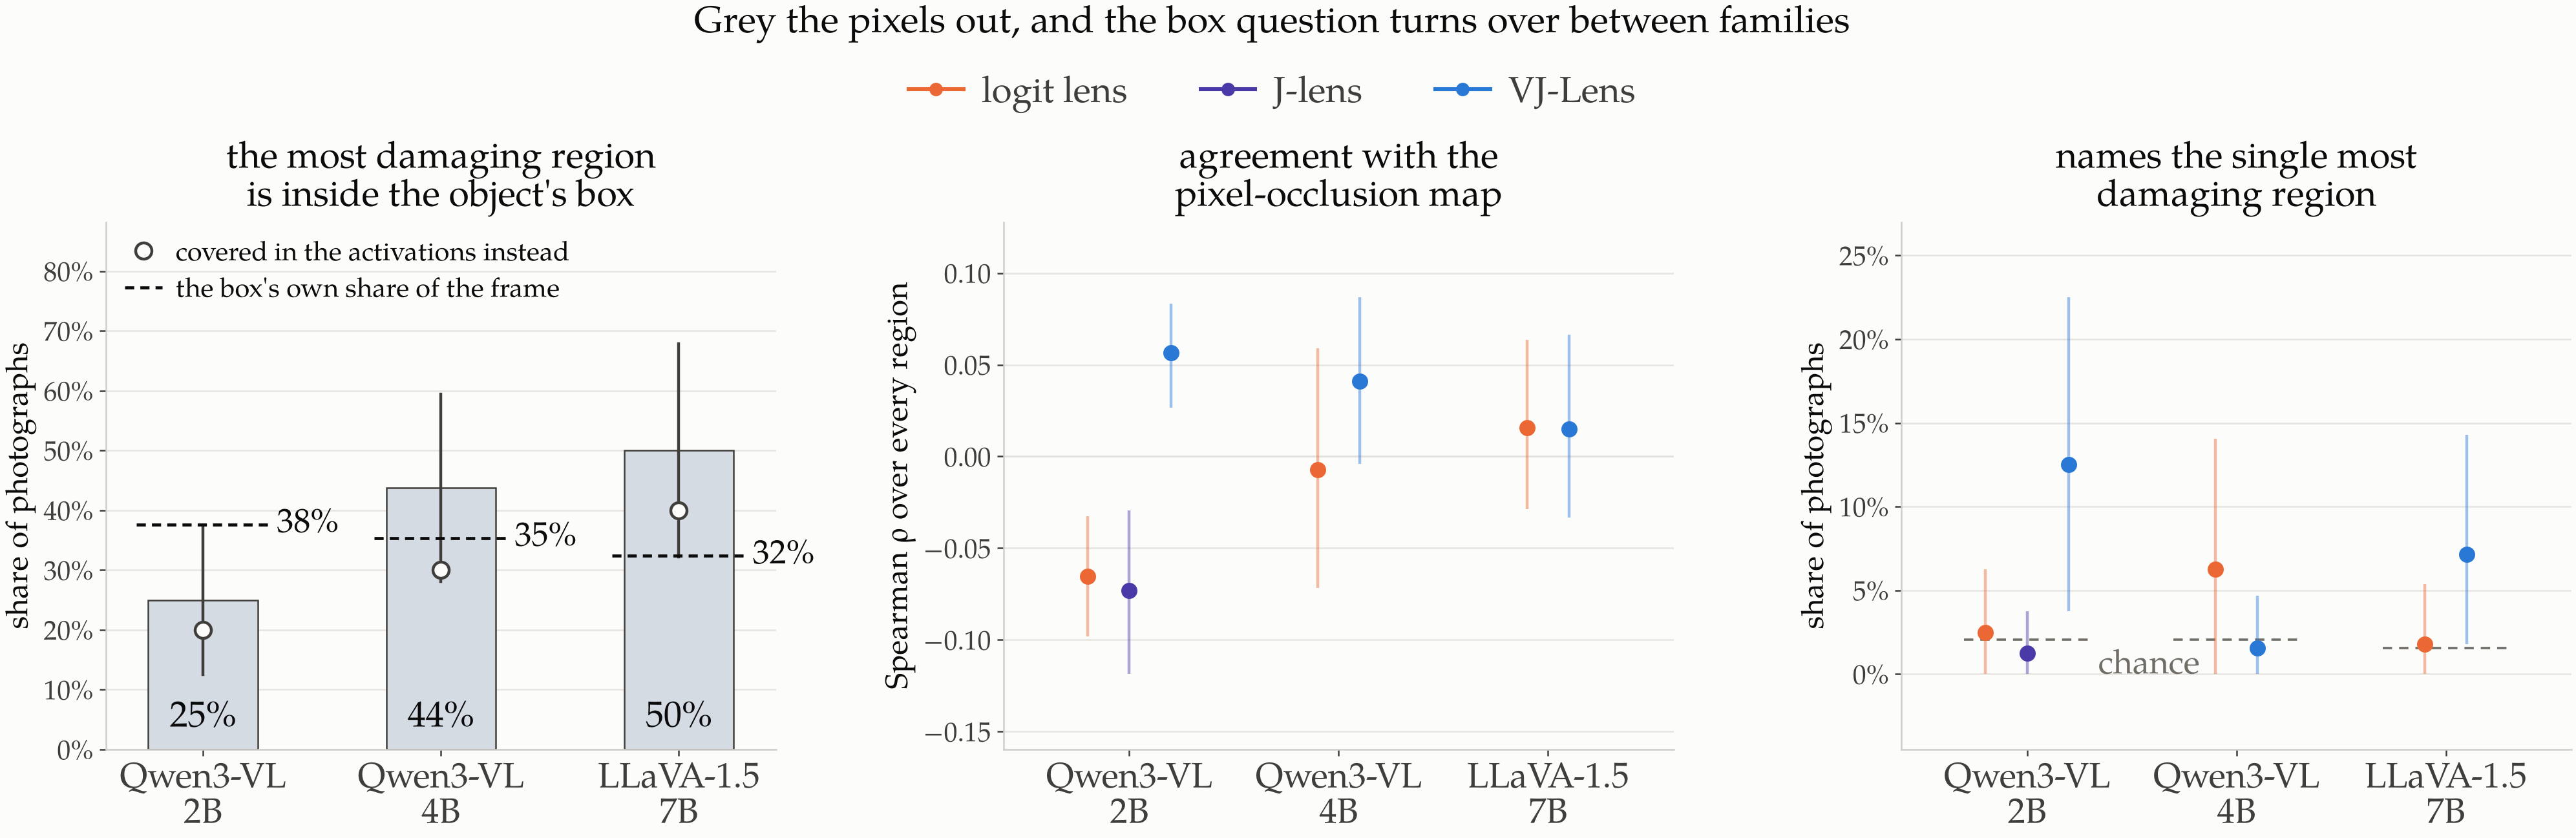 Grey the pixels out, and the box question turns over between families
logit lens
J-lens
VJ-Lens
the most damaging region
is inside the object's box
covered in the activations instead
the box's own share of the frame
share of photographs
80%
70%
60%
50%
40%
30%
20%
10%
0%
38%
35%
32%
25%
44%
50%
Qwen3-VL
2B
Qwen3-VL
4B
LLaVA-1.5
7B
agreement with the
pixel-occlusion map
Spearman ρ over every region
0.10
0.05
0.00
−0.05
−0.10
−0.15
Qwen3-VL
2B
Qwen3-VL
4B
LLaVA-1.5
7B
names the single most
damaging region
share of photographs
25%
20%
15%
10%
5%
0%
chance
Qwen3-VL
2B
Qwen3-VL
4B
LLaVA-1.5
7B